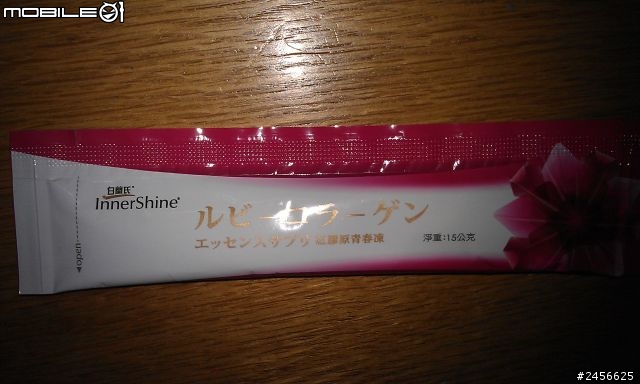 MOBILE01
白蘭氏®
InnerShine®
ルビーコラーゲン
エッセンスサプリ 紅膠原青春凍
淨重:15公克
open
#2456625